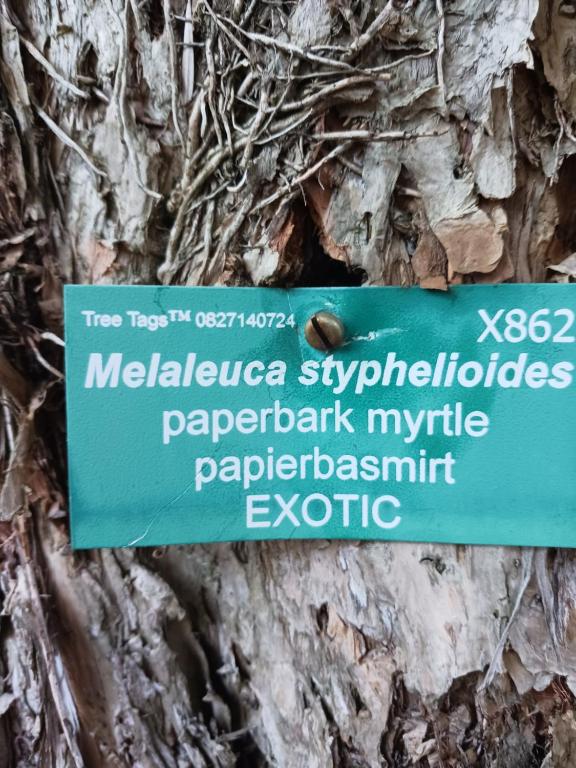 Tree Tags™ 0827140724
X862
Melaleuca styphelioides
paperbark myrtle
papierbasmirt
EXOTIC